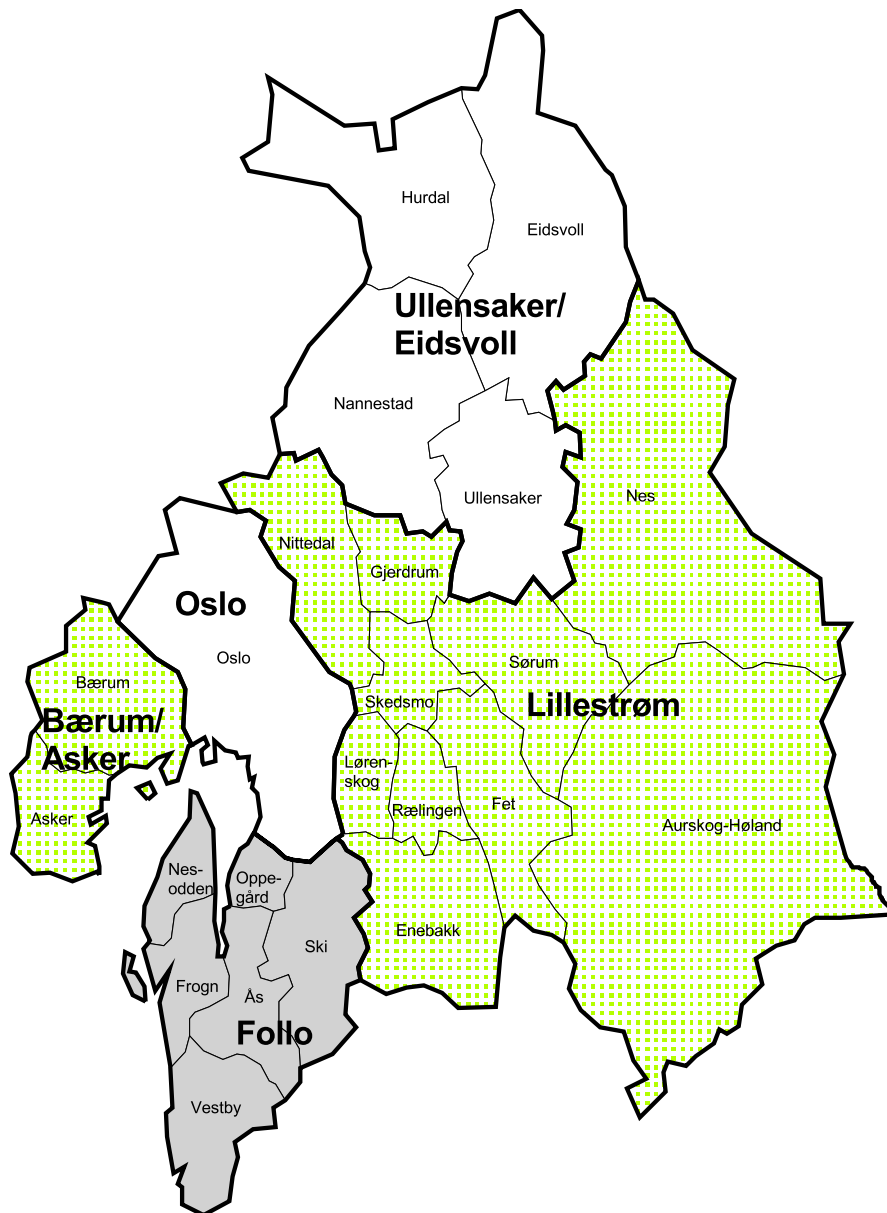 Hurdal
Eidsvoll
Ullensaker/
Eidsvoll
Nannestad
Ullensaker
Nes
Nittedal
Gjerdrum
Oslo
Oslo
Sørum
Bærum
Skedsmo
Lillestrøm
Bærum/
Asker
Løren-
skog
Rælingen
Fet
Asker
Aurskog-Høland
Nes-
odden
Oppe-
gård
Enebakk
Ski
Frogn
Ås
Follo
Vestby